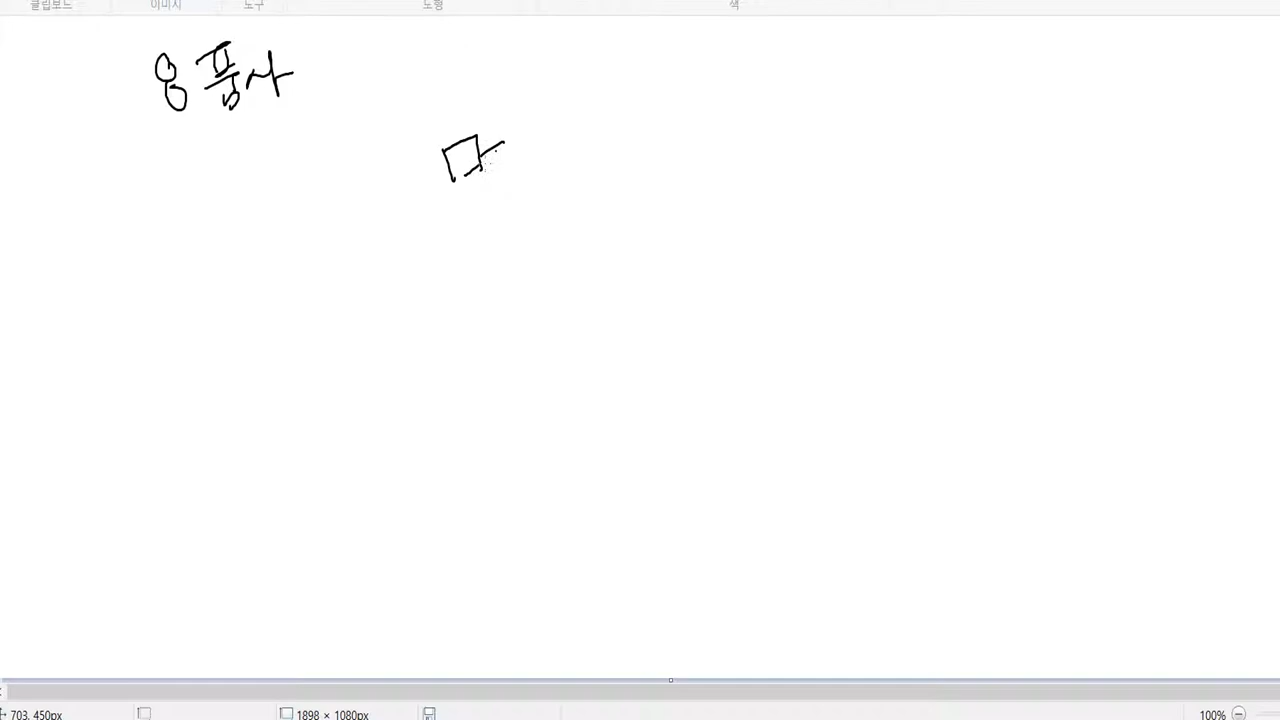 클립보드 이미지 도구 도형 색
용품사
703, 450px 1898 × 1080px 100%